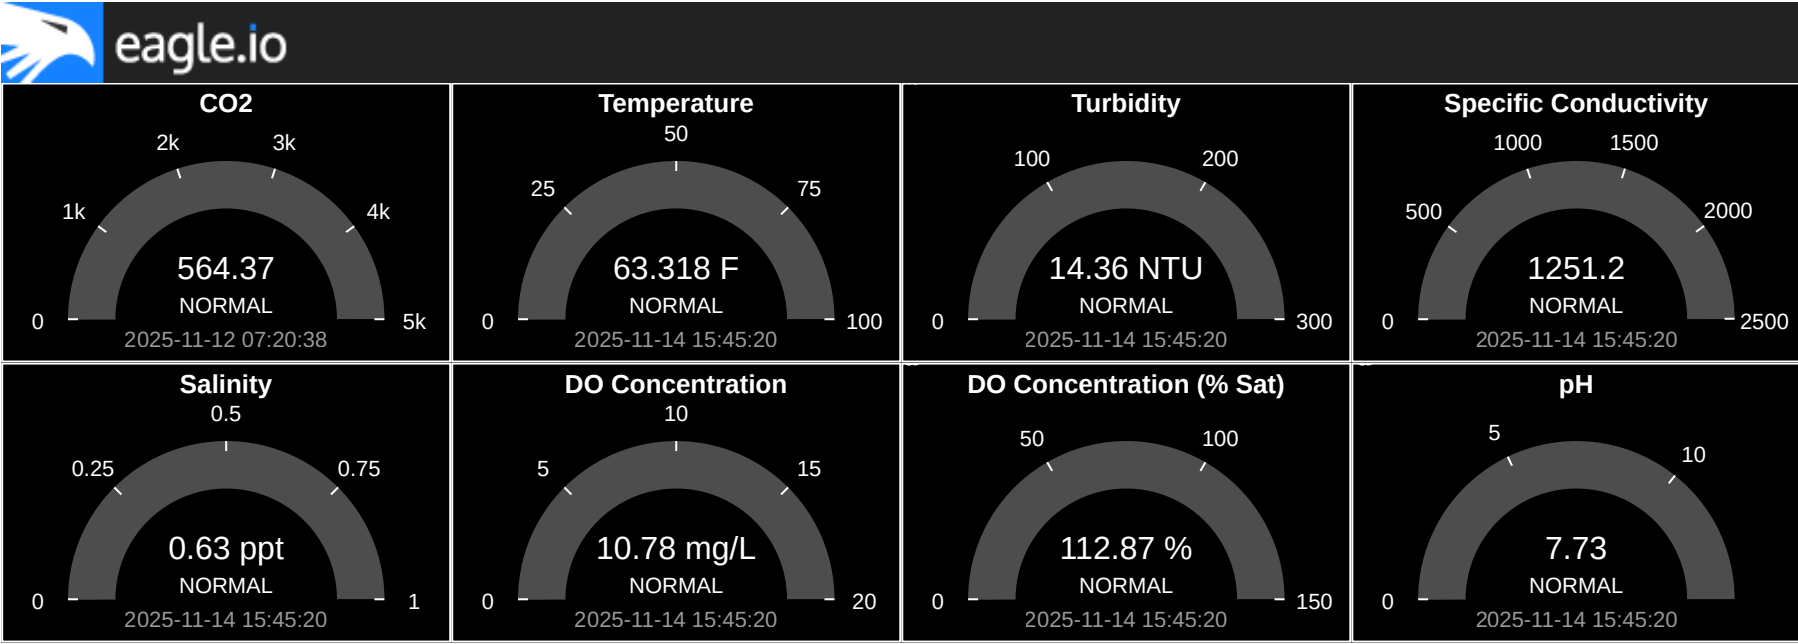 eagle.io
CO2
2k
3k
1k
4k
564.37
NORMAL
0
5k
2025-11-12 07:20:38
Temperature
50
25
75
63.318 F
NORMAL
0
100
2025-11-14 15:45:20
Turbidity
100
200
14.36 NTU
NORMAL
0
300
2025-11-14 15:45:20
Specific Conductivity
1000
1500
500
2000
1251.2
NORMAL
0
2500
2025-11-14 15:45:20
Salinity
0.5
0.25
0.75
0.63 ppt
NORMAL
0
1
2025-11-14 15:45:20
DO Concentration
10
5
15
10.78 mg/L
NORMAL
0
20
2025-11-14 15:45:20
DO Concentration (% Sat)
50
100
112.87 %
NORMAL
0
150
2025-11-14 15:45:20
pH
5
10
7.73
NORMAL
0
2025-11-14 15:45:20